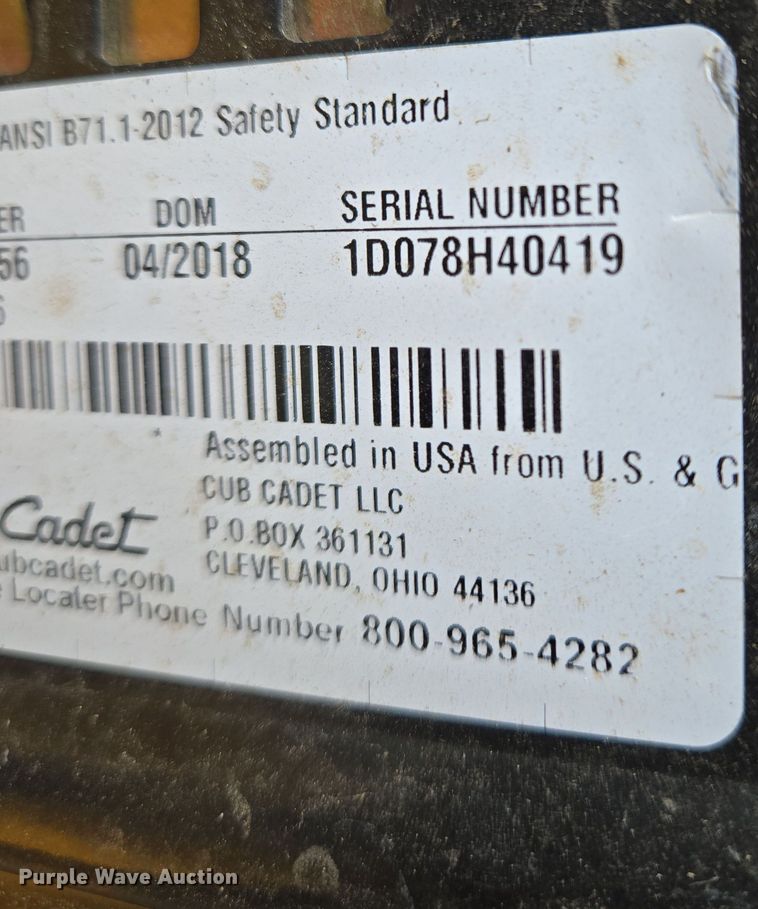 ANSI B71.1-2012 Safety Standard
ER DOM SERIAL NUMBER
56 04/2018 1D078H40419
Assembled in USA from U.S. & G
CUB CADET LLC
P.O.BOX 361131
CLEVELAND, OHIO 44136
Cadet
ubcadet.com
Locater Phone Number 800-965-4282
Purple Wave Auction